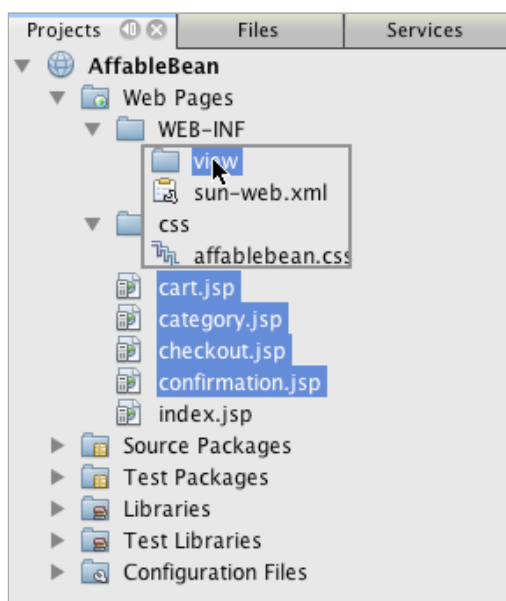 Projects Files Services
AffableBean
Web Pages
WEB-INF
view
sun-web.xml
css
affablebean.css
cart.jsp
category.jsp
checkout.jsp
confirmation.jsp
index.jsp
Source Packages
Test Packages
Libraries
Test Libraries
Configuration Files